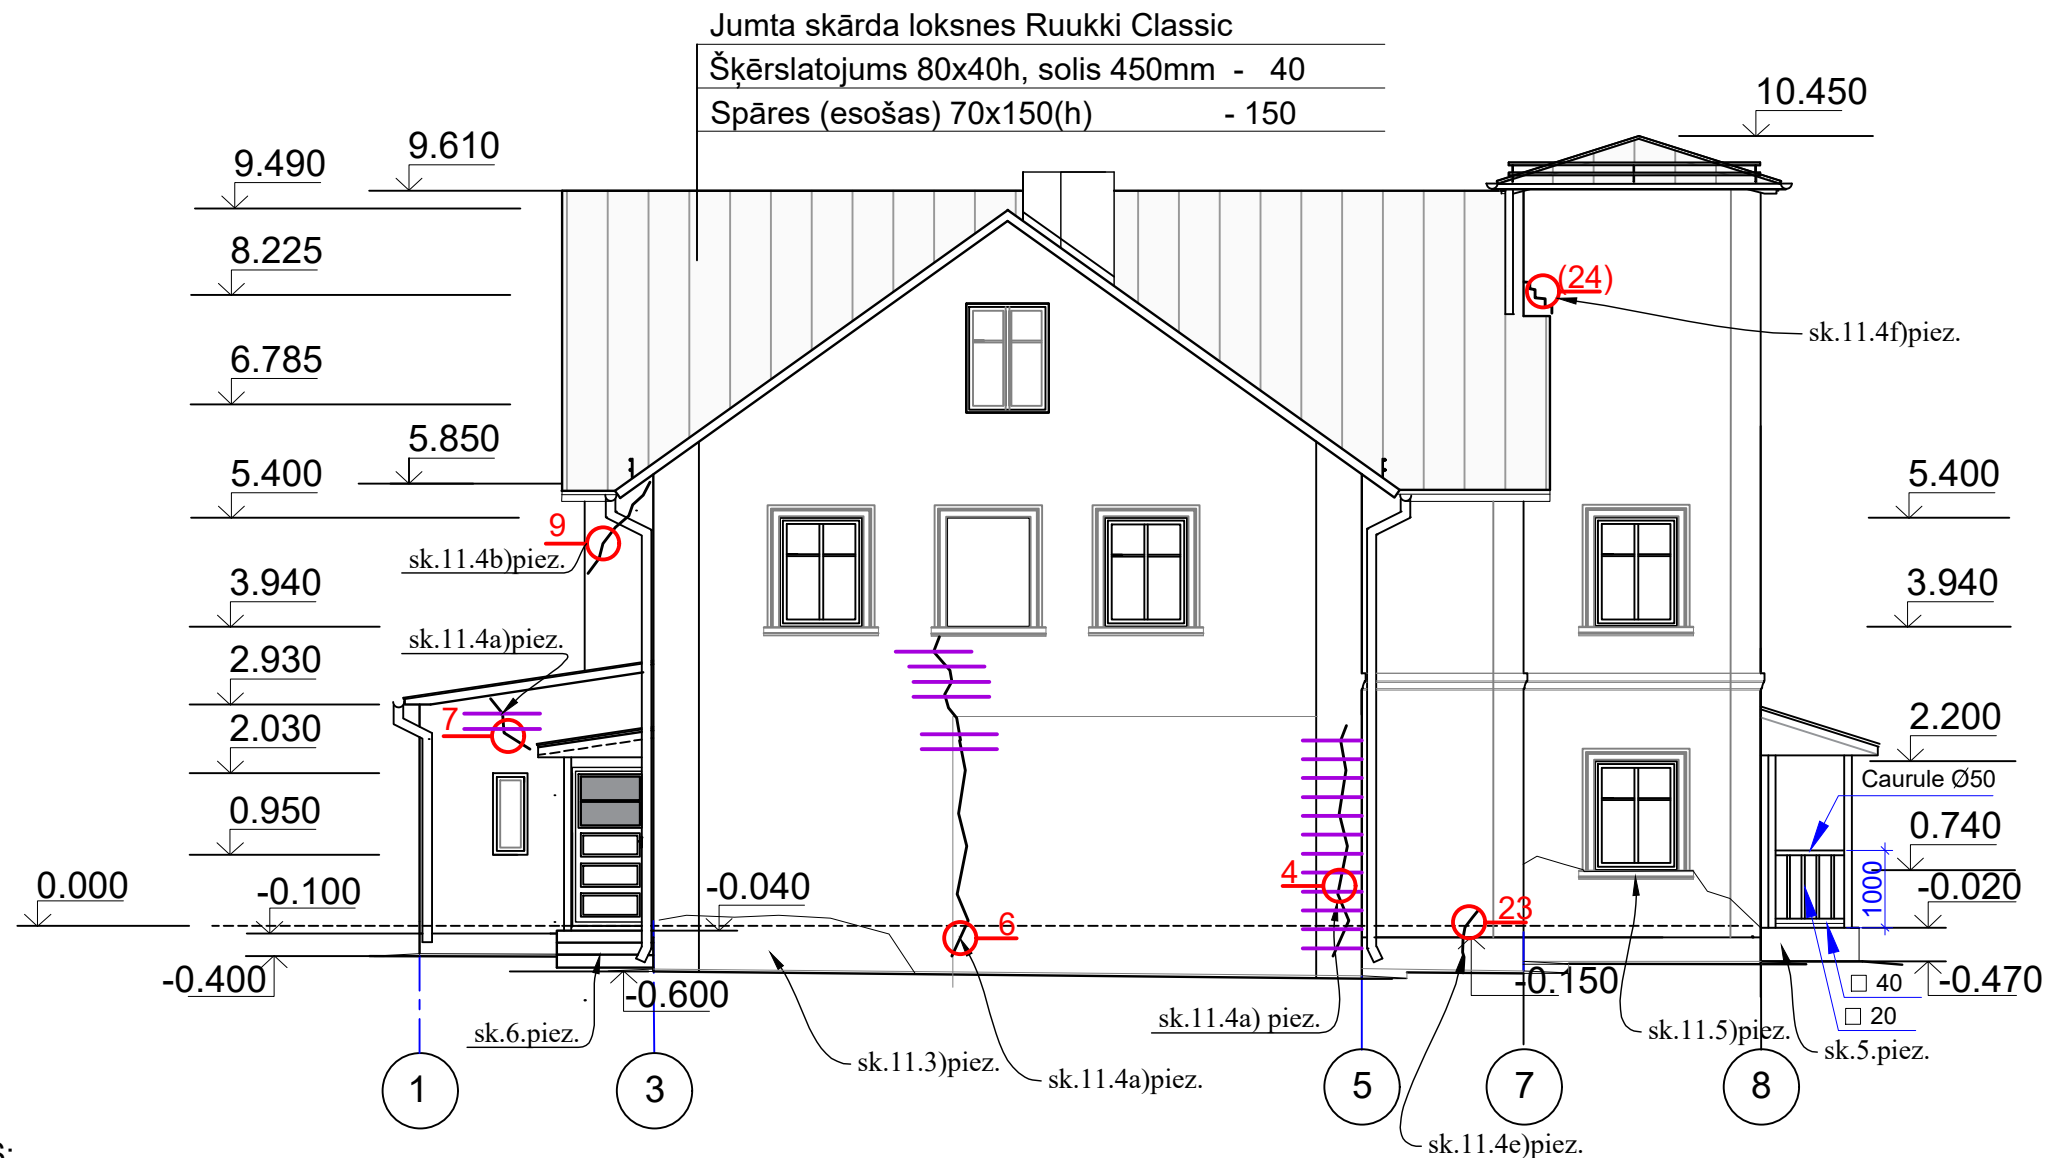 Jumta skārda loksnes Ruukki Classic
Šķērslatojums 80x40h, solis 450mm - 40
Spāres (esošas) 70x150(h) - 150
10.450
9.610
9.490
8.225
(24)
sk.11.4f)piez.
6.785
5.850
5.400
5.400
9
sk.11.4b)piez.
3.940
3.940
sk.11.4a)piez.
2.930
7
2.030
2.200
Caurule Ø50
0.950
0.740
0.000
-0.100
-0.040
4
1000
-0.020
6
23
-0.400
-0.600
-0.150
-0.470
□ 40
□ 20
sk.6.piez.
sk.11.4a) piez.
sk.11.5)piez.
sk.5.piez.
sk.11.3)piez.
sk.11.4a)piez.
1
3
5
7
8
sk.11.4e)piez.